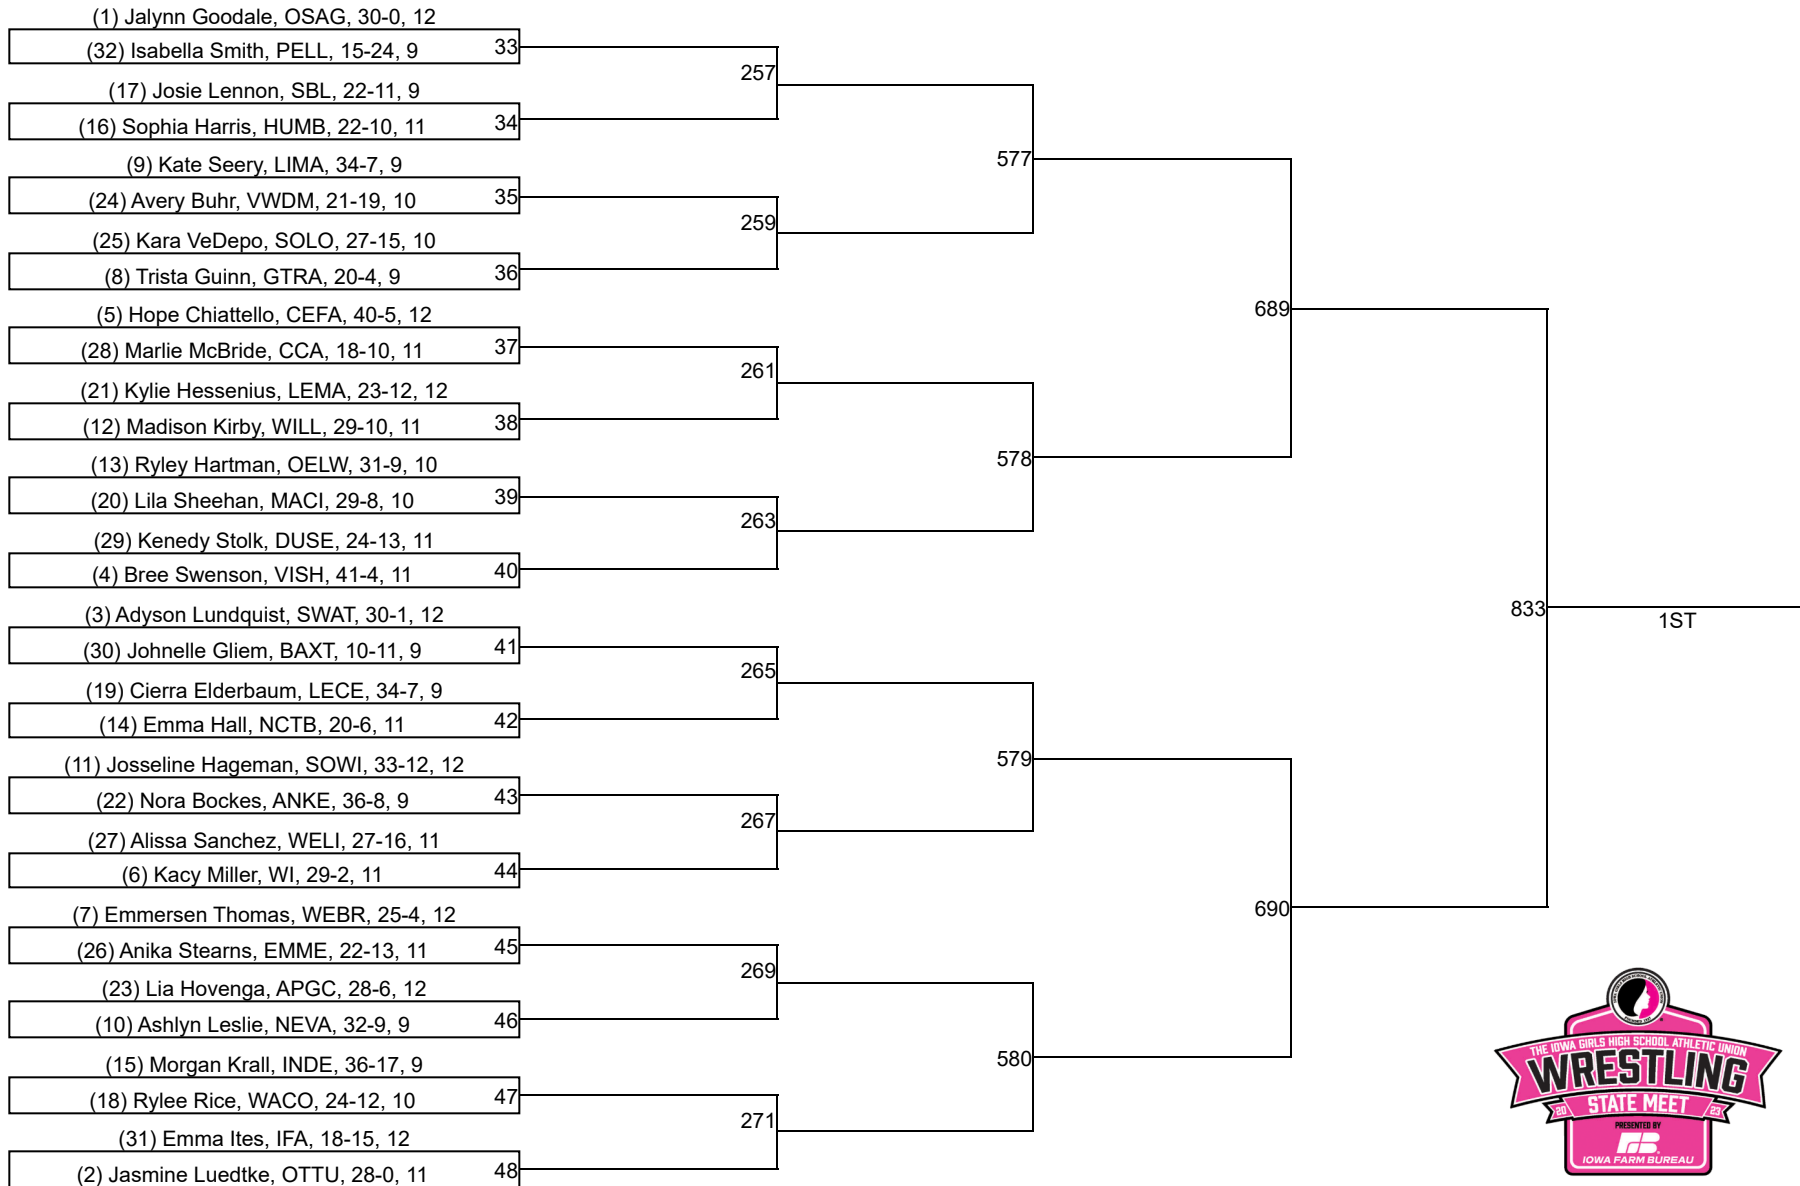 (1) Jalynn Goodale, OSAG, 30-0, 12
(32) Isabella Smith, PELL, 15-24, 9
33
257
(17) Josie Lennon, SBL, 22-11, 9
(16) Sophia Harris, HUMB, 22-10, 11
34
577
(9) Kate Seery, LIMA, 34-7, 9
(24) Avery Buhr, VWDM, 21-19, 10
35
259
(25) Kara VeDepo, SOLO, 27-15, 10
(8) Trista Guinn, GTRA, 20-4, 9
36
689
(5) Hope Chiattello, CEFA, 40-5, 12
(28) Marlie McBride, CCA, 18-10, 11
37
261
(21) Kylie Hessenius, LEMA, 23-12, 12
(12) Madison Kirby, WILL, 29-10, 11
38
578
(13) Ryley Hartman, OELW, 31-9, 10
(20) Lila Sheehan, MACI, 29-8, 10
39
263
(29) Kenedy Stolk, DUSE, 24-13, 11
(4) Bree Swenson, VISH, 41-4, 11
40
833
1ST
(3) Adyson Lundquist, SWAT, 30-1, 12
(30) Johnelle Gliem, BAXT, 10-11, 9
41
265
(19) Cierra Elderbaum, LECE, 34-7, 9
(14) Emma Hall, NCTB, 20-6, 11
42
579
(11) Josseline Hageman, SOWI, 33-12, 12
(22) Nora Bockes, ANKE, 36-8, 9
43
267
(27) Alissa Sanchez, WELI, 27-16, 11
(6) Kacy Miller, WI, 29-2, 11
44
690
(7) Emmersen Thomas, WEBR, 25-4, 12
(26) Anika Stearns, EMME, 22-13, 11
45
269
(23) Lia Hovenga, APGC, 28-6, 12
(10) Ashlyn Leslie, NEVA, 32-9, 9
46
580
(15) Morgan Krall, INDE, 36-17, 9
(18) Rylee Rice, WACO, 24-12, 10
47
271
(31) Emma Ites, IFA, 18-15, 12
(2) Jasmine Luedtke, OTTU, 28-0, 11
48
THE IOWA GIRLS HIGH SCHOOL ATHLETIC UNION
WRESTLING
20 STATE MEET 23
PRESENTED BY
FB
IOWA FARM BUREAU